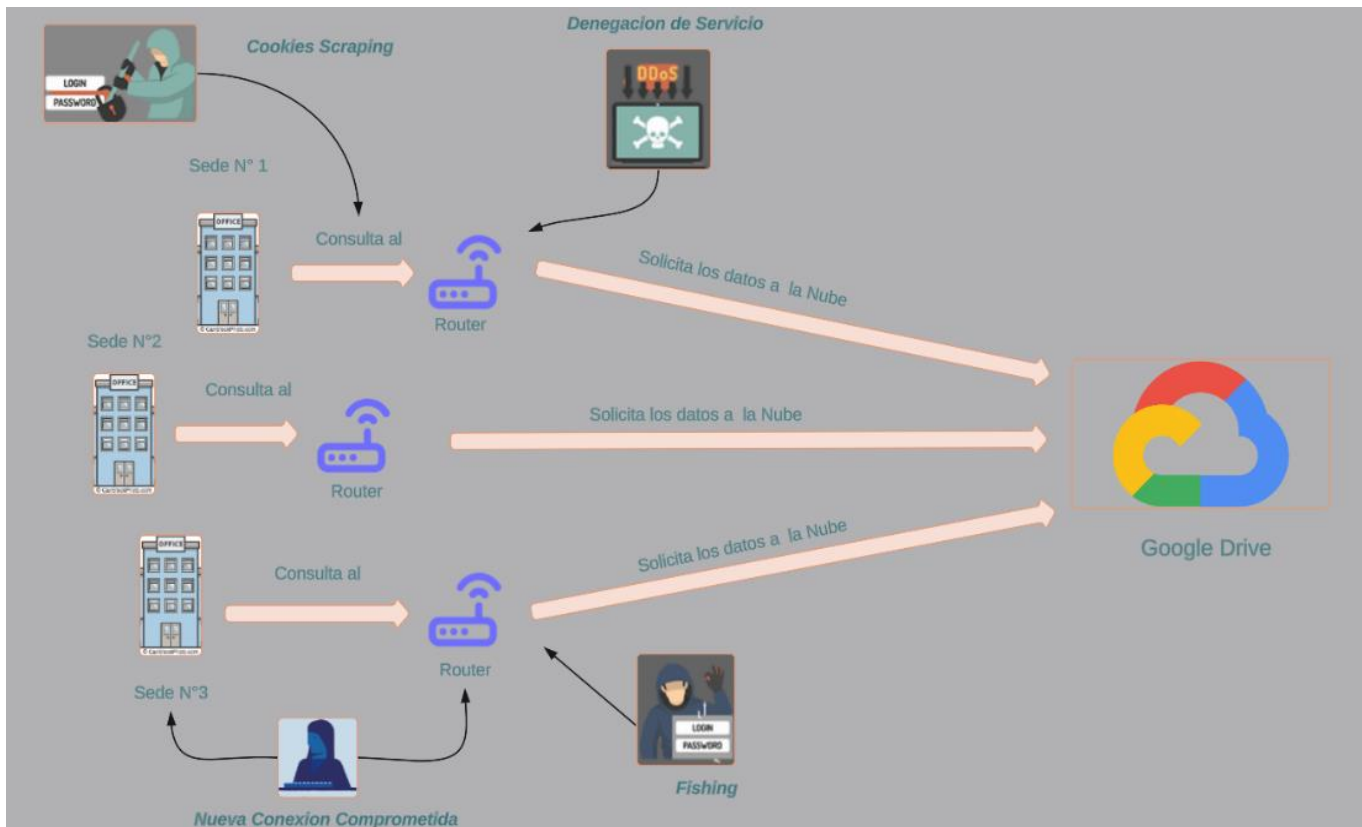 Denegacion de Servicio
Cookies Scraping
DDoS
LOGIN
PASSWORD
Sede N° 1
OFFICE
Consulta al
Solicita los datos a la Nube
Router
Sede N°2
OFFICE
Consulta al
Solicita los datos a la Nube
Router
OFFICE
Consulta al
Solicita los datos a la Nube
Google Drive
Router
Sede N°3
LOGIN
PASSWORD
Fishing
Nueva Conexion Comprometida